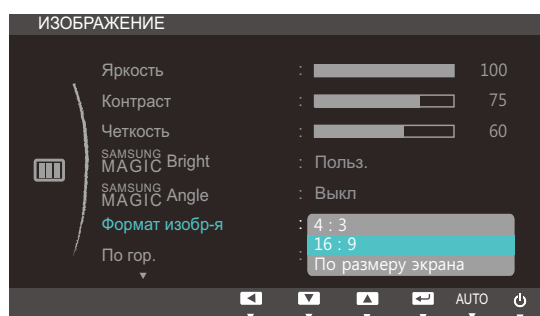 ИЗОБРАЖЕНИЕ
Яркость : 100
Контраст : 75
Четкость : 60
SAMSUNG MAGIC Bright : Польз.
SAMSUNG MAGIC Angle : Выкл
Формат изобр-я : 4 : 3
16 : 9
По гор. : По размеру экрана
AUTO